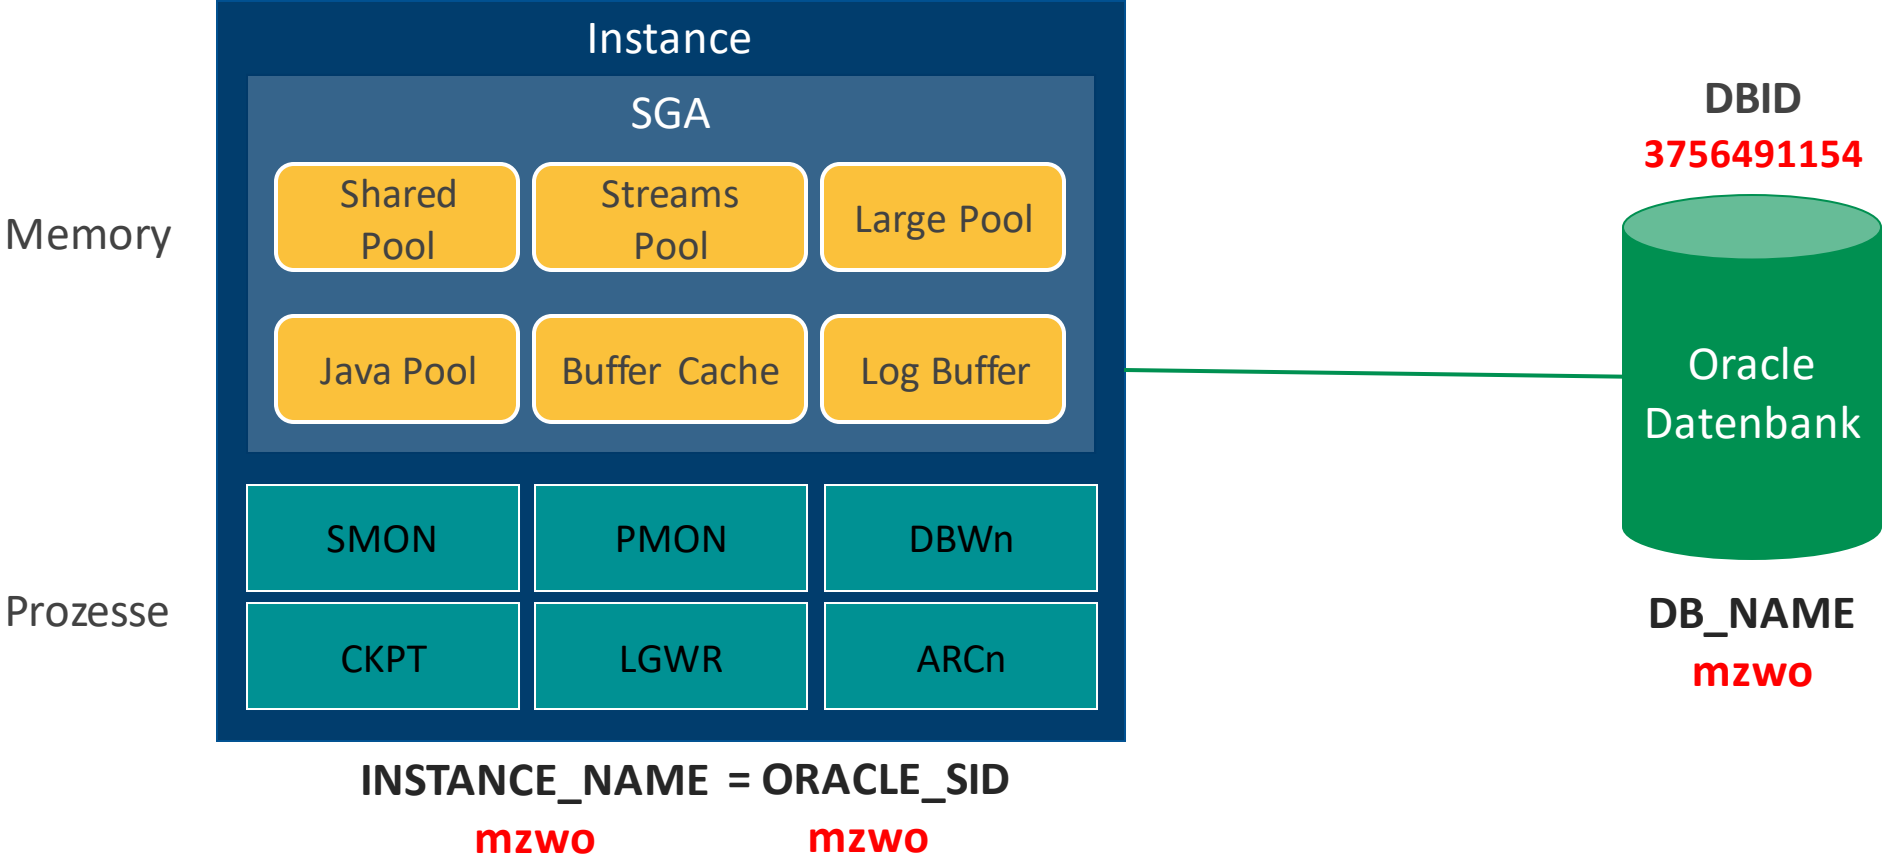 Instance
SGA
Memory
Shared
Pool
Streams
Pool
Large Pool
Java Pool
Buffer Cache
Log Buffer
Prozesse
SMON
PMON
DBWn
CKPT
LGWR
ARCn
INSTANCE_NAME = ORACLE_SID
mzwo mzwo
DBID
3756491154
Oracle
Datenbank
DB_NAME
mzwo